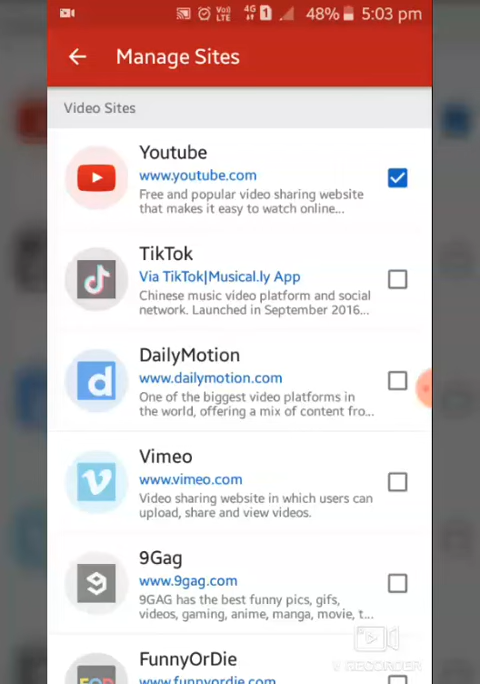 VoI) LTE 4G 1 48% 5:03 pm
Manage Sites
Video Sites
Youtube
www.youtube.com
Free and popular video sharing website
that makes it easy to watch online...
TikTok
Via TikTok|Musical.ly App
Chinese music video platform and social
network. Launched in September 2016...
DailyMotion
www.dailymotion.com
One of the biggest video platforms in
the world, offering a mix of content fro...
Vimeo
www.vimeo.com
Video sharing website in which users can
upload, share and view videos.
9Gag
www.9gag.com
9GAG has the best funny pics, gifs,
videos, gaming, anime, manga, movie, t...
RECORDER
FunnyOrDie
www.funnyordie.com